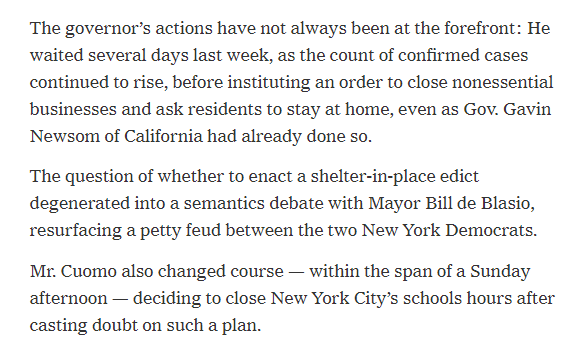 The governor’s actions have not always been at the forefront: He
waited several days last week, as the count of confirmed cases
continued to rise, before instituting an order to close nonessential
businesses and ask residents to stay at home, even as Gov. Gavin
Newsom of California had already done so.
The question of whether to enact a shelter-in-place edict
degenerated into a semantics debate with Mayor Bill de Blasio,
resurfacing a petty feud between the two New York Democrats.
Mr. Cuomo also changed course — within the span of a Sunday
afternoon — deciding to close New York City’s schools hours after
casting doubt on such a plan.